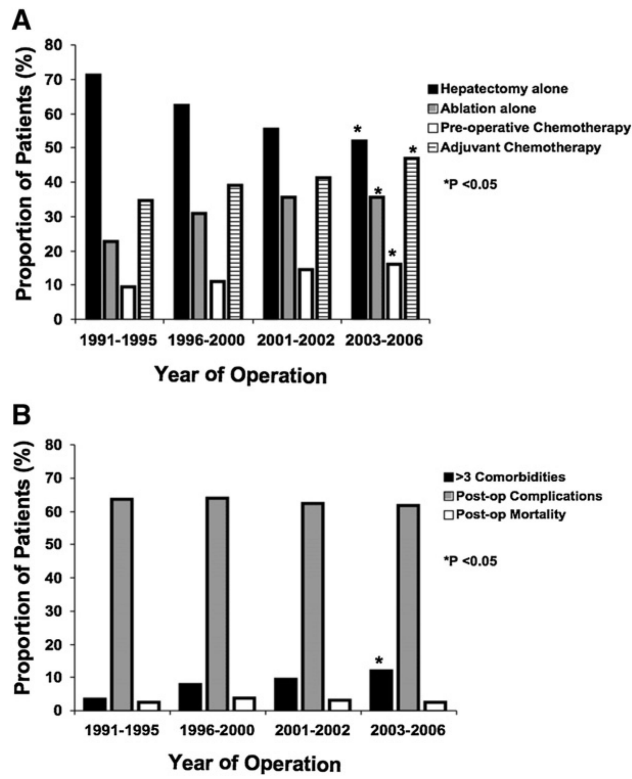 A
Proportion of Patients (%)
80
70
60
50
40
30
20
10
0
* * * *
Hepatectomy alone
Ablation alone
Pre-operative Chemotherapy
Adjuvant Chemotherapy
*P <0.05
1991-1995 1996-2000 2001-2002 2003-2006
Year of Operation
B
Proportion of Patients (%)
80
70
60
50
40
30
20
10
0
*
>3 Comorbidities
Post-op Complications
Post-op Mortality
*P <0.05
1991-1995 1996-2000 2001-2002 2003-2006
Year of Operation